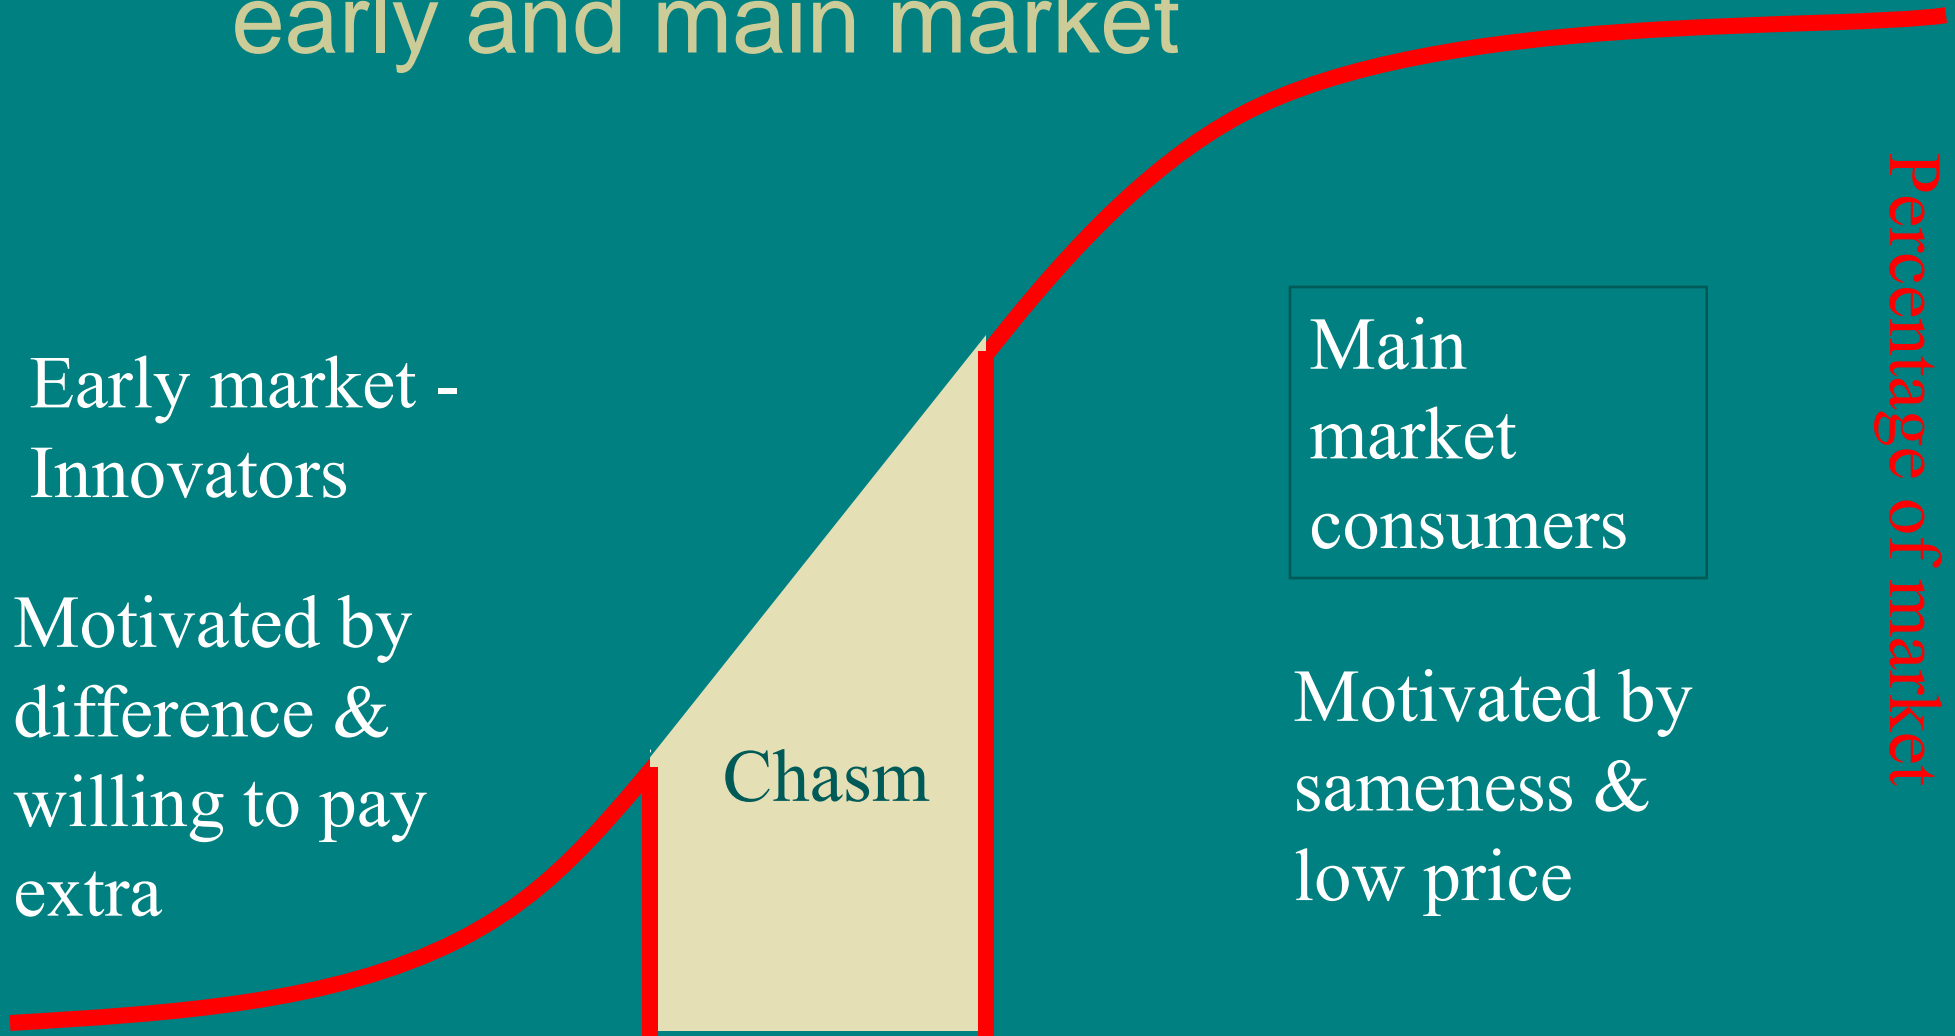 early and main market
Early market -
Innovators
Motivated by
difference &
willing to pay
extra
Chasm
Main
market
consumers
Motivated by
sameness &
low price
Percentage of market